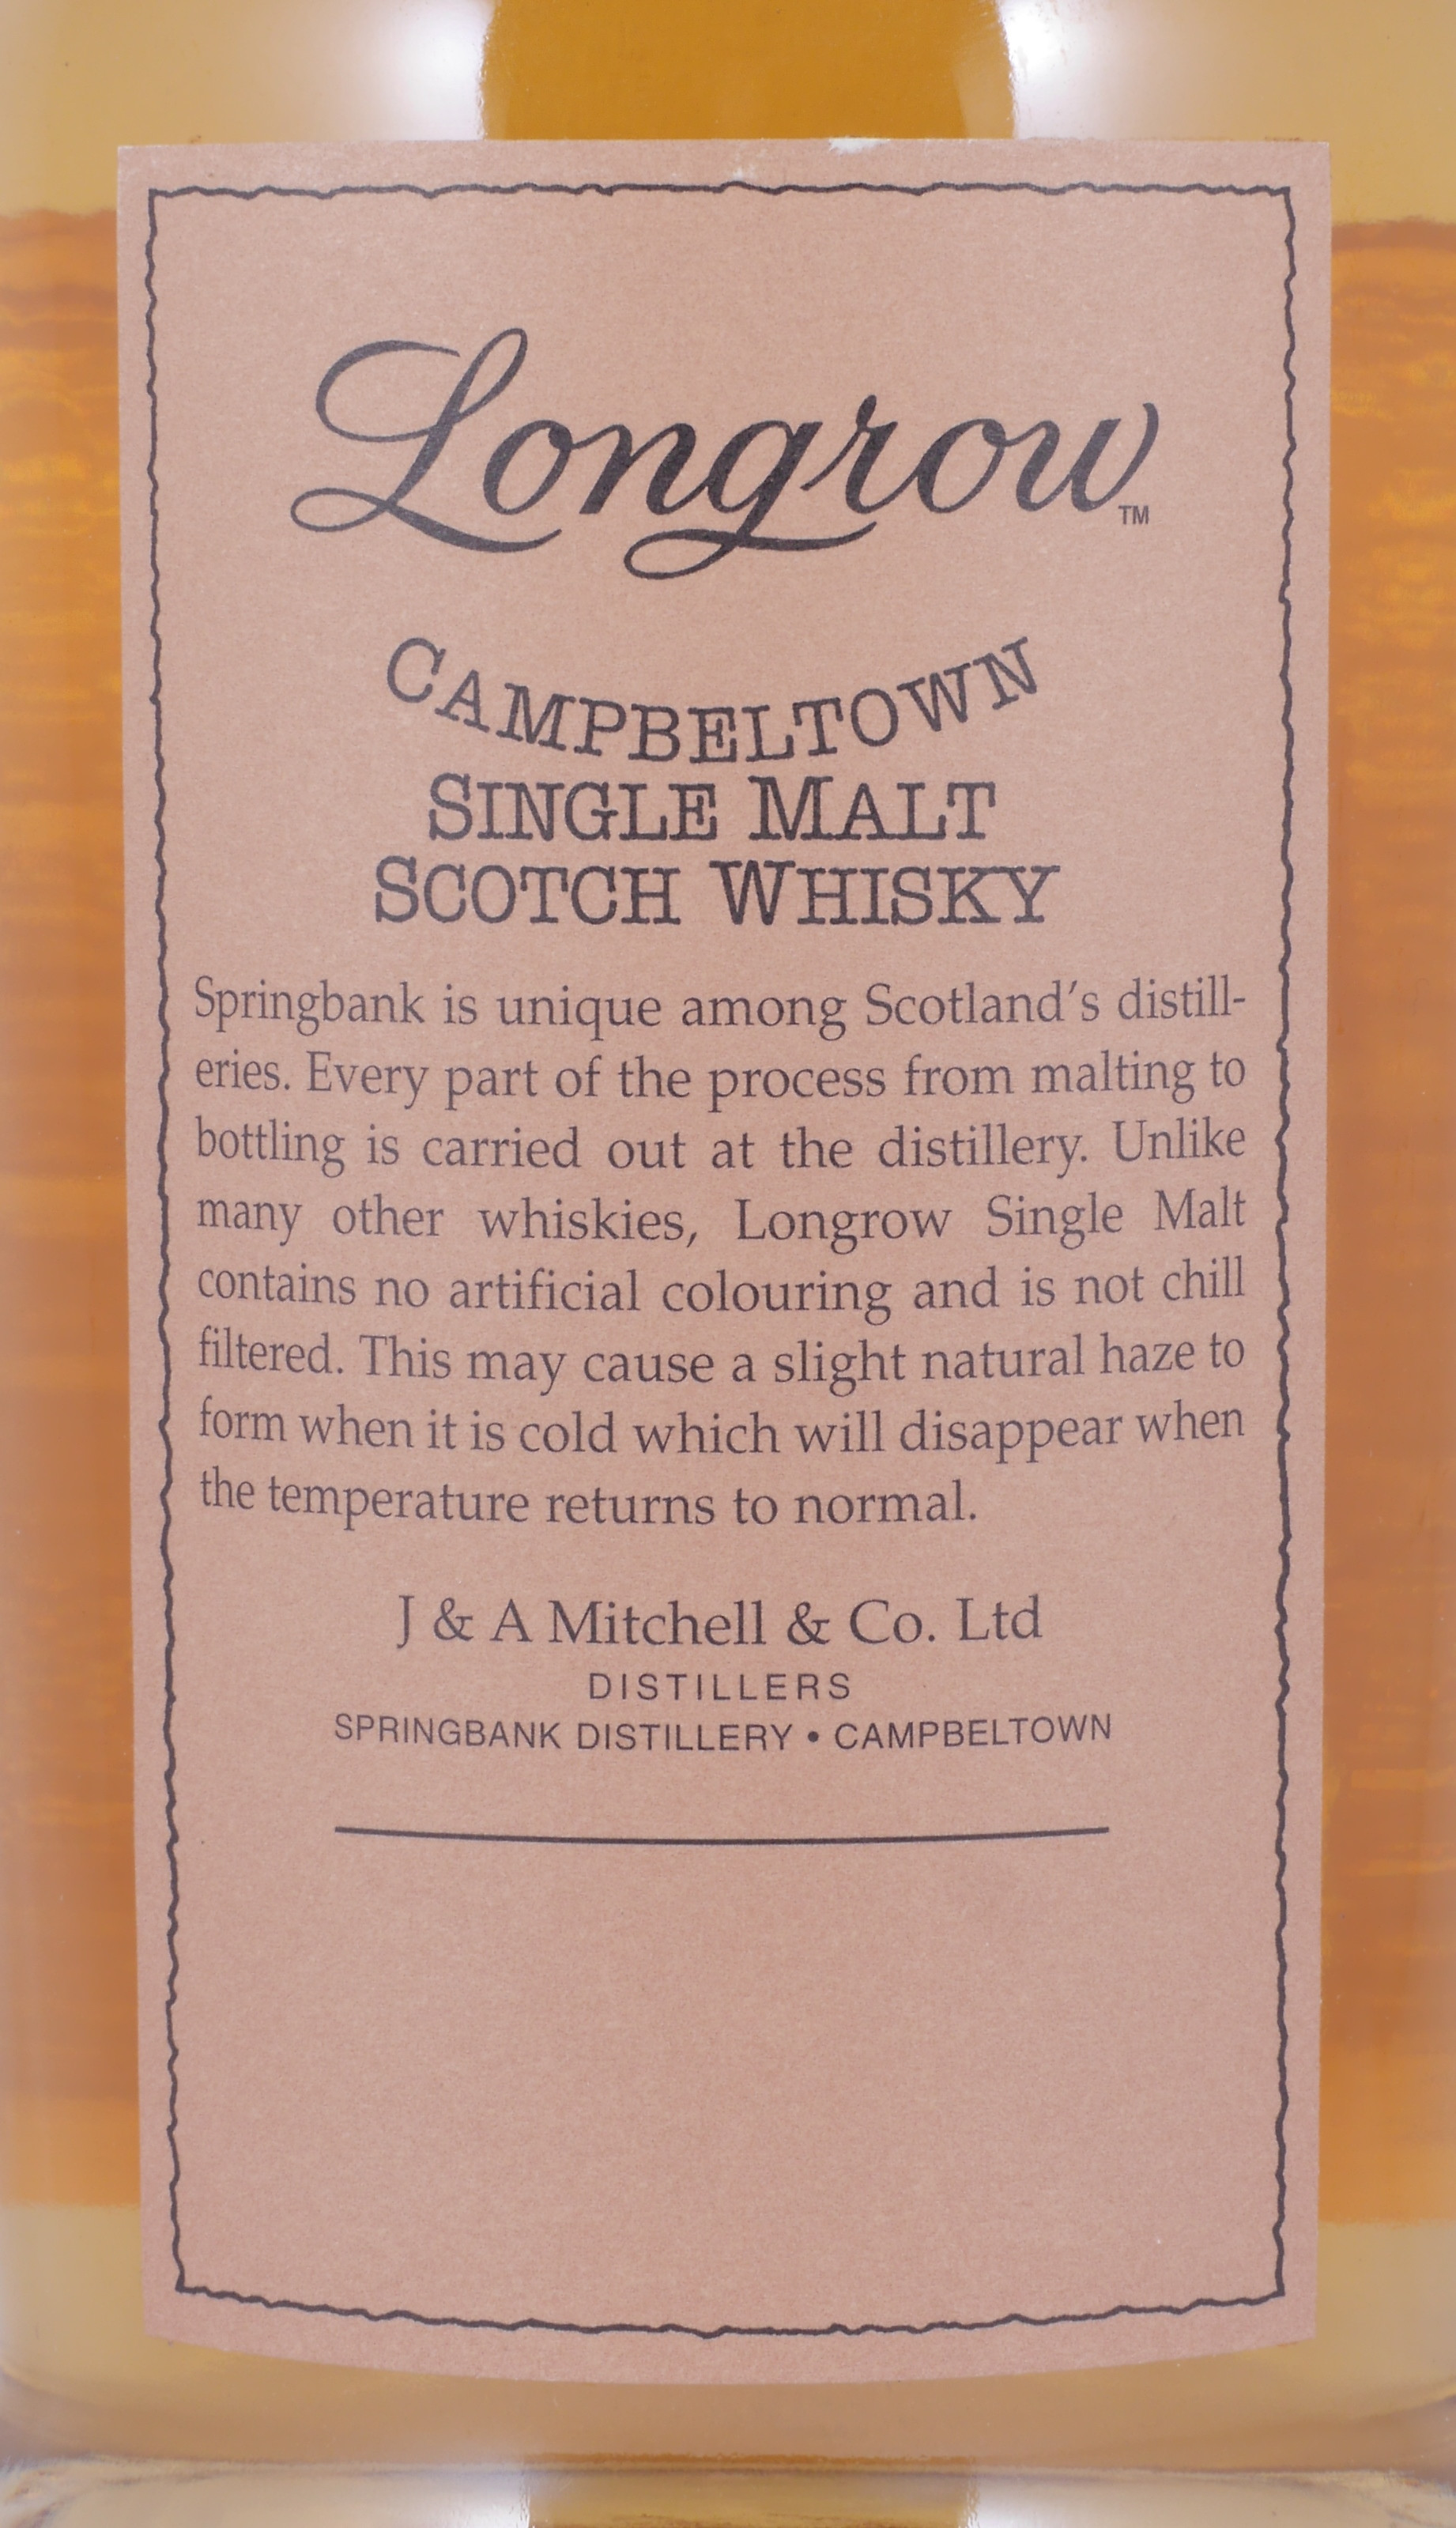 Longrow™
CAMPBELTOWN
SINGLE MALT
SCOTCH WHISKY
Springbank is unique among Scotland's distill-
eries. Every part of the process from malting to
bottling is carried out at the distillery. Unlike
many other whiskies, Longrow Single Malt
contains no artificial colouring and is not chill
filtered. This may cause a slight natural haze to
form when it is cold which will disappear when
the temperature returns to normal.
J & A Mitchell & Co. Ltd
DISTILLERS
SPRINGBANK DISTILLERY • CAMPBELTOWN